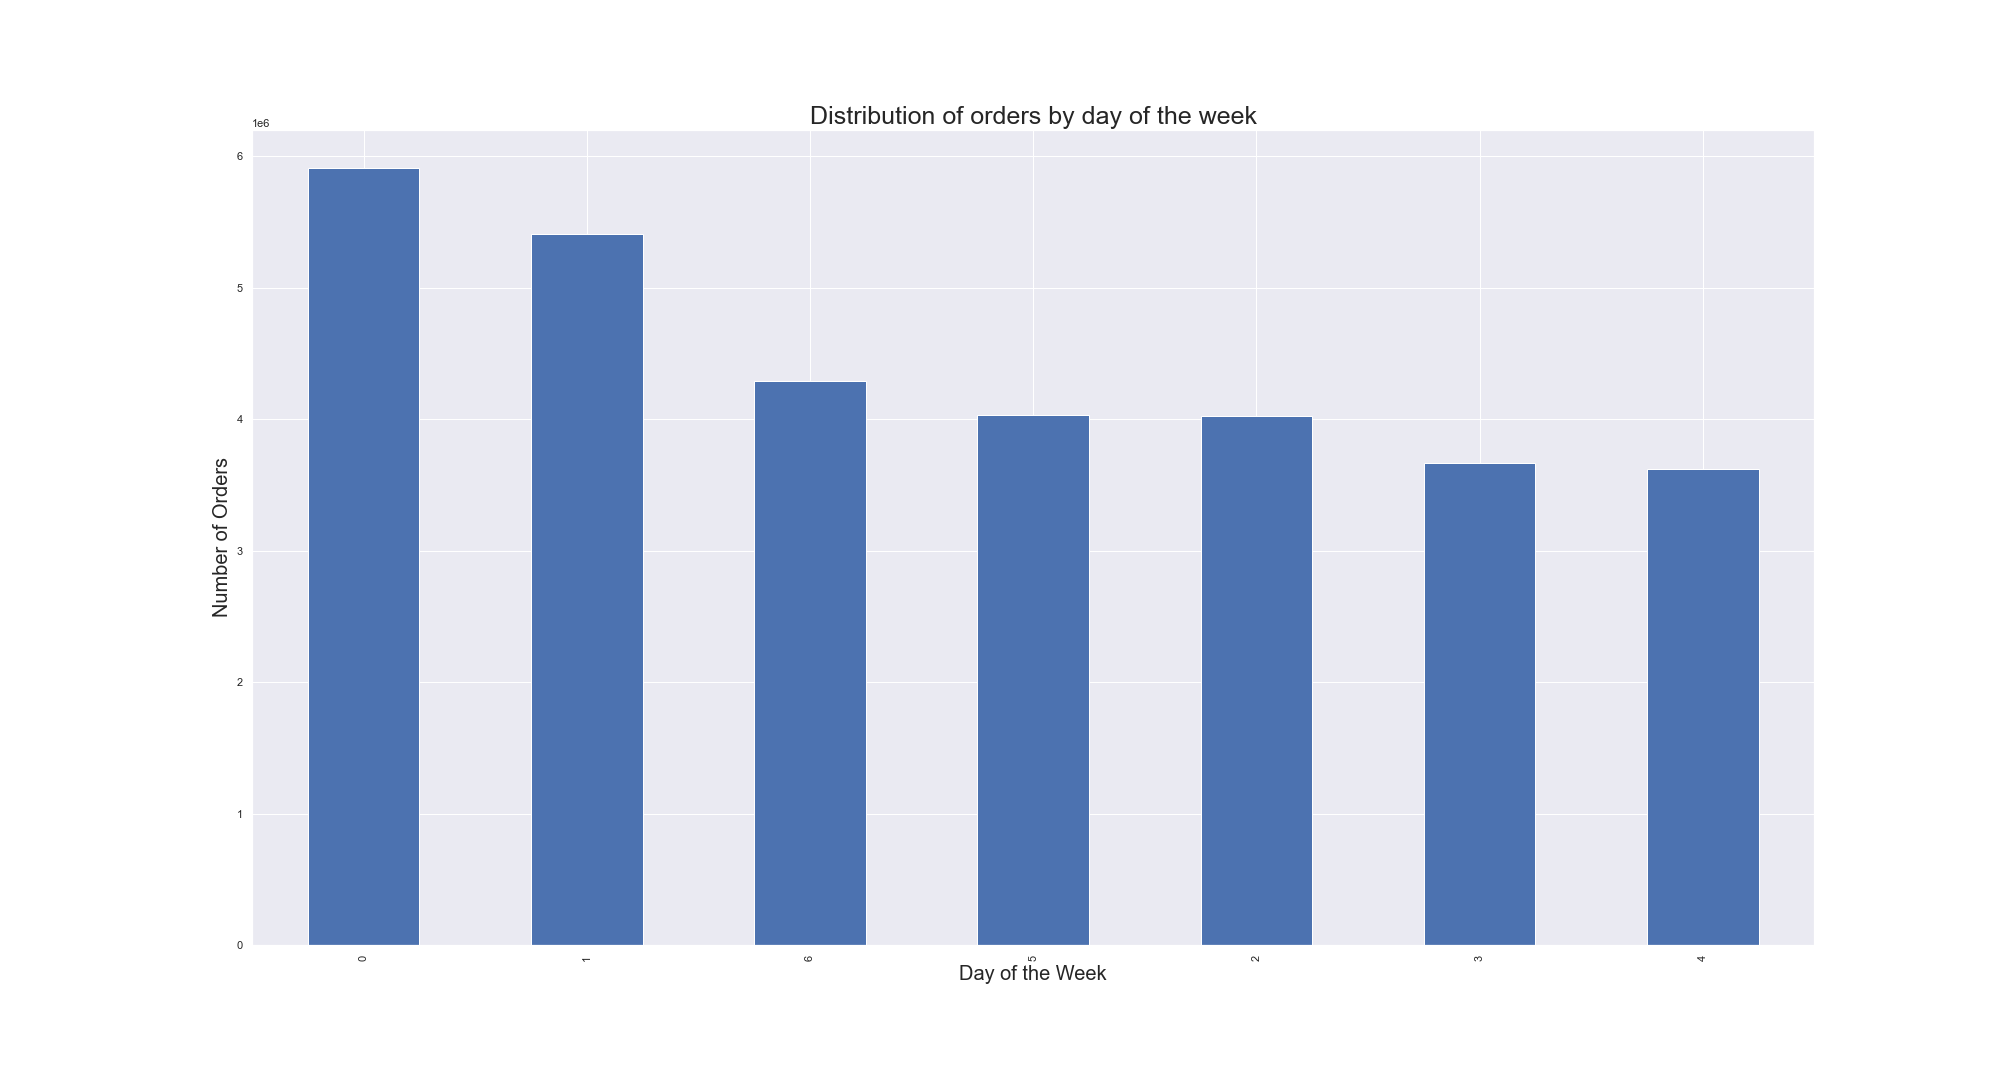 Distribution of orders by day of the week
1e6
6
5
4
3
2
1
0
Number of Orders
0 1 6 5 2 3 4
Day of the Week